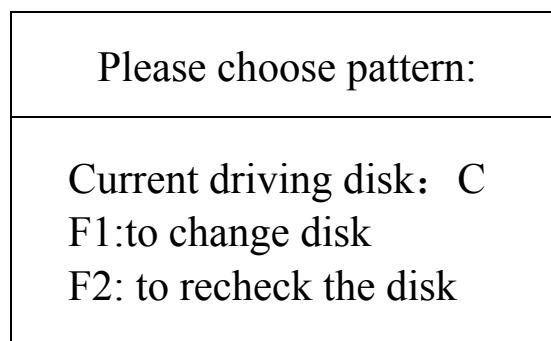 Please choose pattern:
Current driving disk：  C
F1:to change disk
F2: to recheck the disk